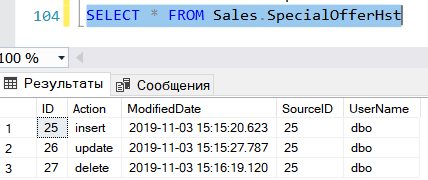 104 SELECT * FROM Sales.SpecialOfferHst
100 %
Результаты Сообщения
ID Action ModifiedDate SourceID UserName
1 25 insert 2019-11-03 15:15:20.623 25 dbo
2 26 update 2019-11-03 15:15:27.787 25 dbo
3 27 delete 2019-11-03 15:16:19.120 25 dbo